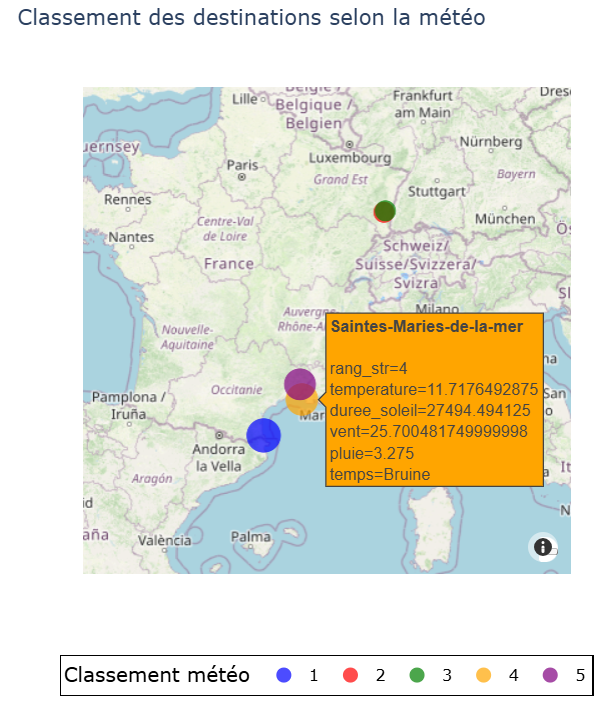 Classement des destinations selon la météo
Lille
Belgique /
Belgien
Frankfurt
am Main
Luxembourg
Nürnberg
Paris
Grand Est
Bayern
Rennes
Stuttgart
Nantes
Centre-Val
de Loire
München
France
Schweiz/
Suisse/Svizzera/
Svizra
Milano
Nouvelle-
Aquitaine
Saintes-Maries-de-la-mer
rang_str=4
temperature=11.7176492875
duree_soleil=27494.494125
vent=25.700481749999998
pluie=3.275
temps=Bruine
Occitanie
Pamplona /
Iruña
Andorra
la Vella
Aragón
València
Palma
Classement météo 1 2 3 4 5